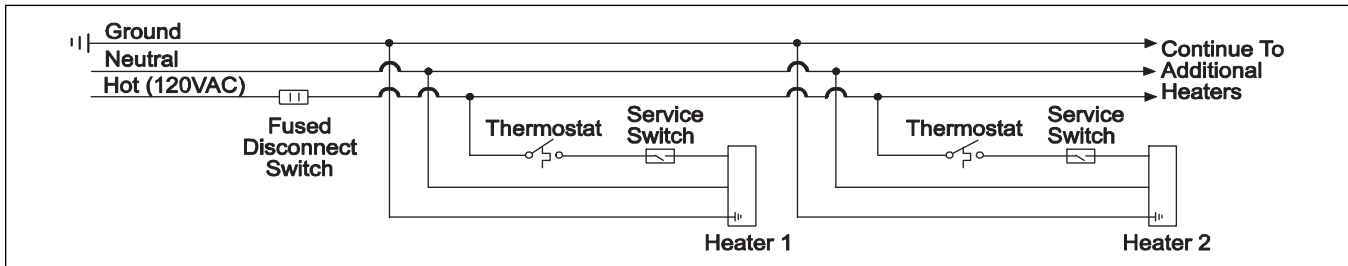 Ground
Neutral
Hot (120VAC)
Fused
Disconnect
Switch
Thermostat
Service
Switch
Heater 1
Thermostat
Service
Switch
Heater 2
Continue To
Additional
Heaters